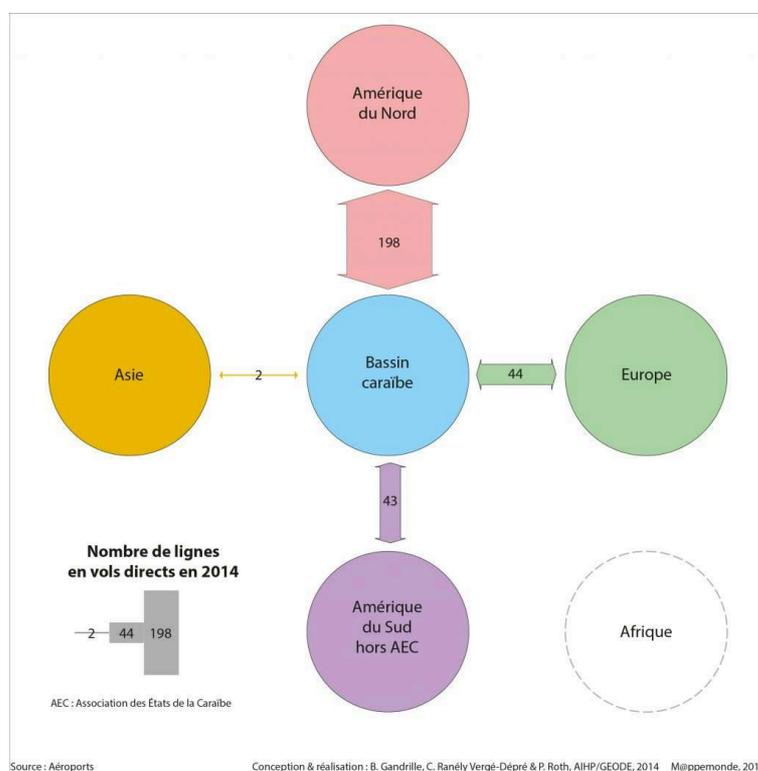 Amérique
du Nord
198
Asie
2
Bassin
caraïbe
44
Europe
43
Nombre de lignes
en vols directs en 2014
2 44 198
AEC : Association des États de la Caraïbe
Amérique
du Sud
hors AEC
Afrique
Source : Aéroports
Conception & réalisation : B. Gandrille, C. Ranély Vergé-Dépré & P. Roth, AIHP/GEODE, 2014 M@ppemonde,